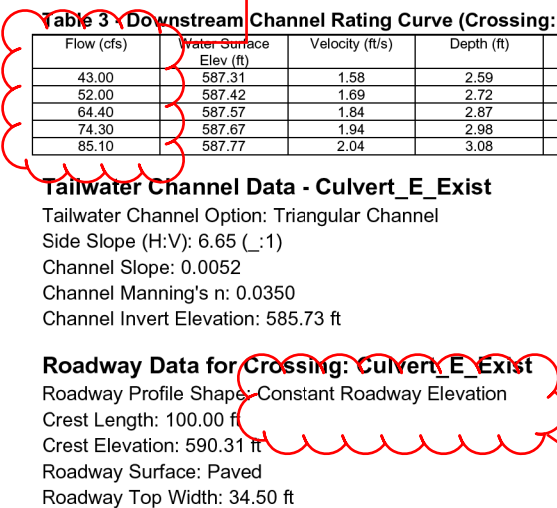 Table 3 - Downstream Channel Rating Curve (Crossing:
Flow (cfs) Water Surface Elev (ft) Velocity (ft/s) Depth (ft)
43.00 587.31 1.58 2.59
52.00 587.42 1.69 2.72
64.40 587.57 1.84 2.87
74.30 587.67 1.94 2.98
85.10 587.77 2.04 3.08
Tailwater Channel Data - Culvert_E_Exist
Tailwater Channel Option: Triangular Channel
Side Slope (H:V): 6.65 (_:1)
Channel Slope: 0.0052
Channel Manning's n: 0.0350
Channel Invert Elevation: 585.73 ft
Roadway Data for Crossing: Culvert_E_Exist
Roadway Profile Shape: Constant Roadway Elevation
Crest Length: 100.00 ft
Crest Elevation: 590.31 ft
Roadway Surface: Paved
Roadway Top Width: 34.50 ft